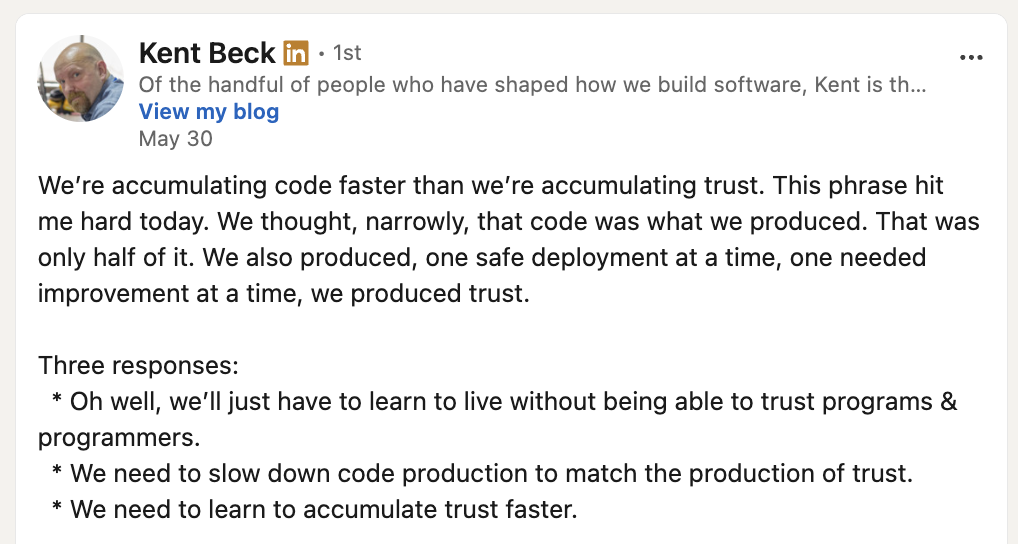 Kent Beck in • 1st
Of the handful of people who have shaped how we build software, Kent is th...
View my blog
May 30
We’re accumulating code faster than we’re accumulating trust. This phrase hit
me hard today. We thought, narrowly, that code was what we produced. That was
only half of it. We also produced, one safe deployment at a time, one needed
improvement at a time, we produced trust.
Three responses:
* Oh well, we’ll just have to learn to live without being able to trust programs &
programmers.
* We need to slow down code production to match the production of trust.
* We need to learn to accumulate trust faster.